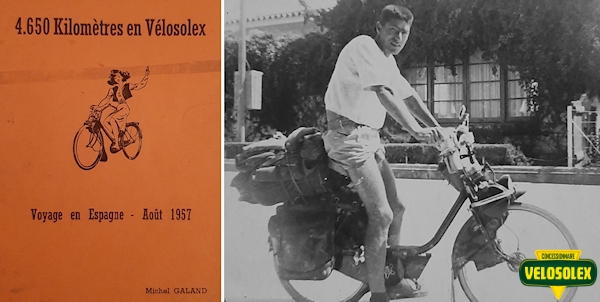 4.650 Kilomètres en Vélosolex
Voyage en Espagne - Août 1957
Michel GALAND
CONCESSIONNAIRE
VELOSOLEX